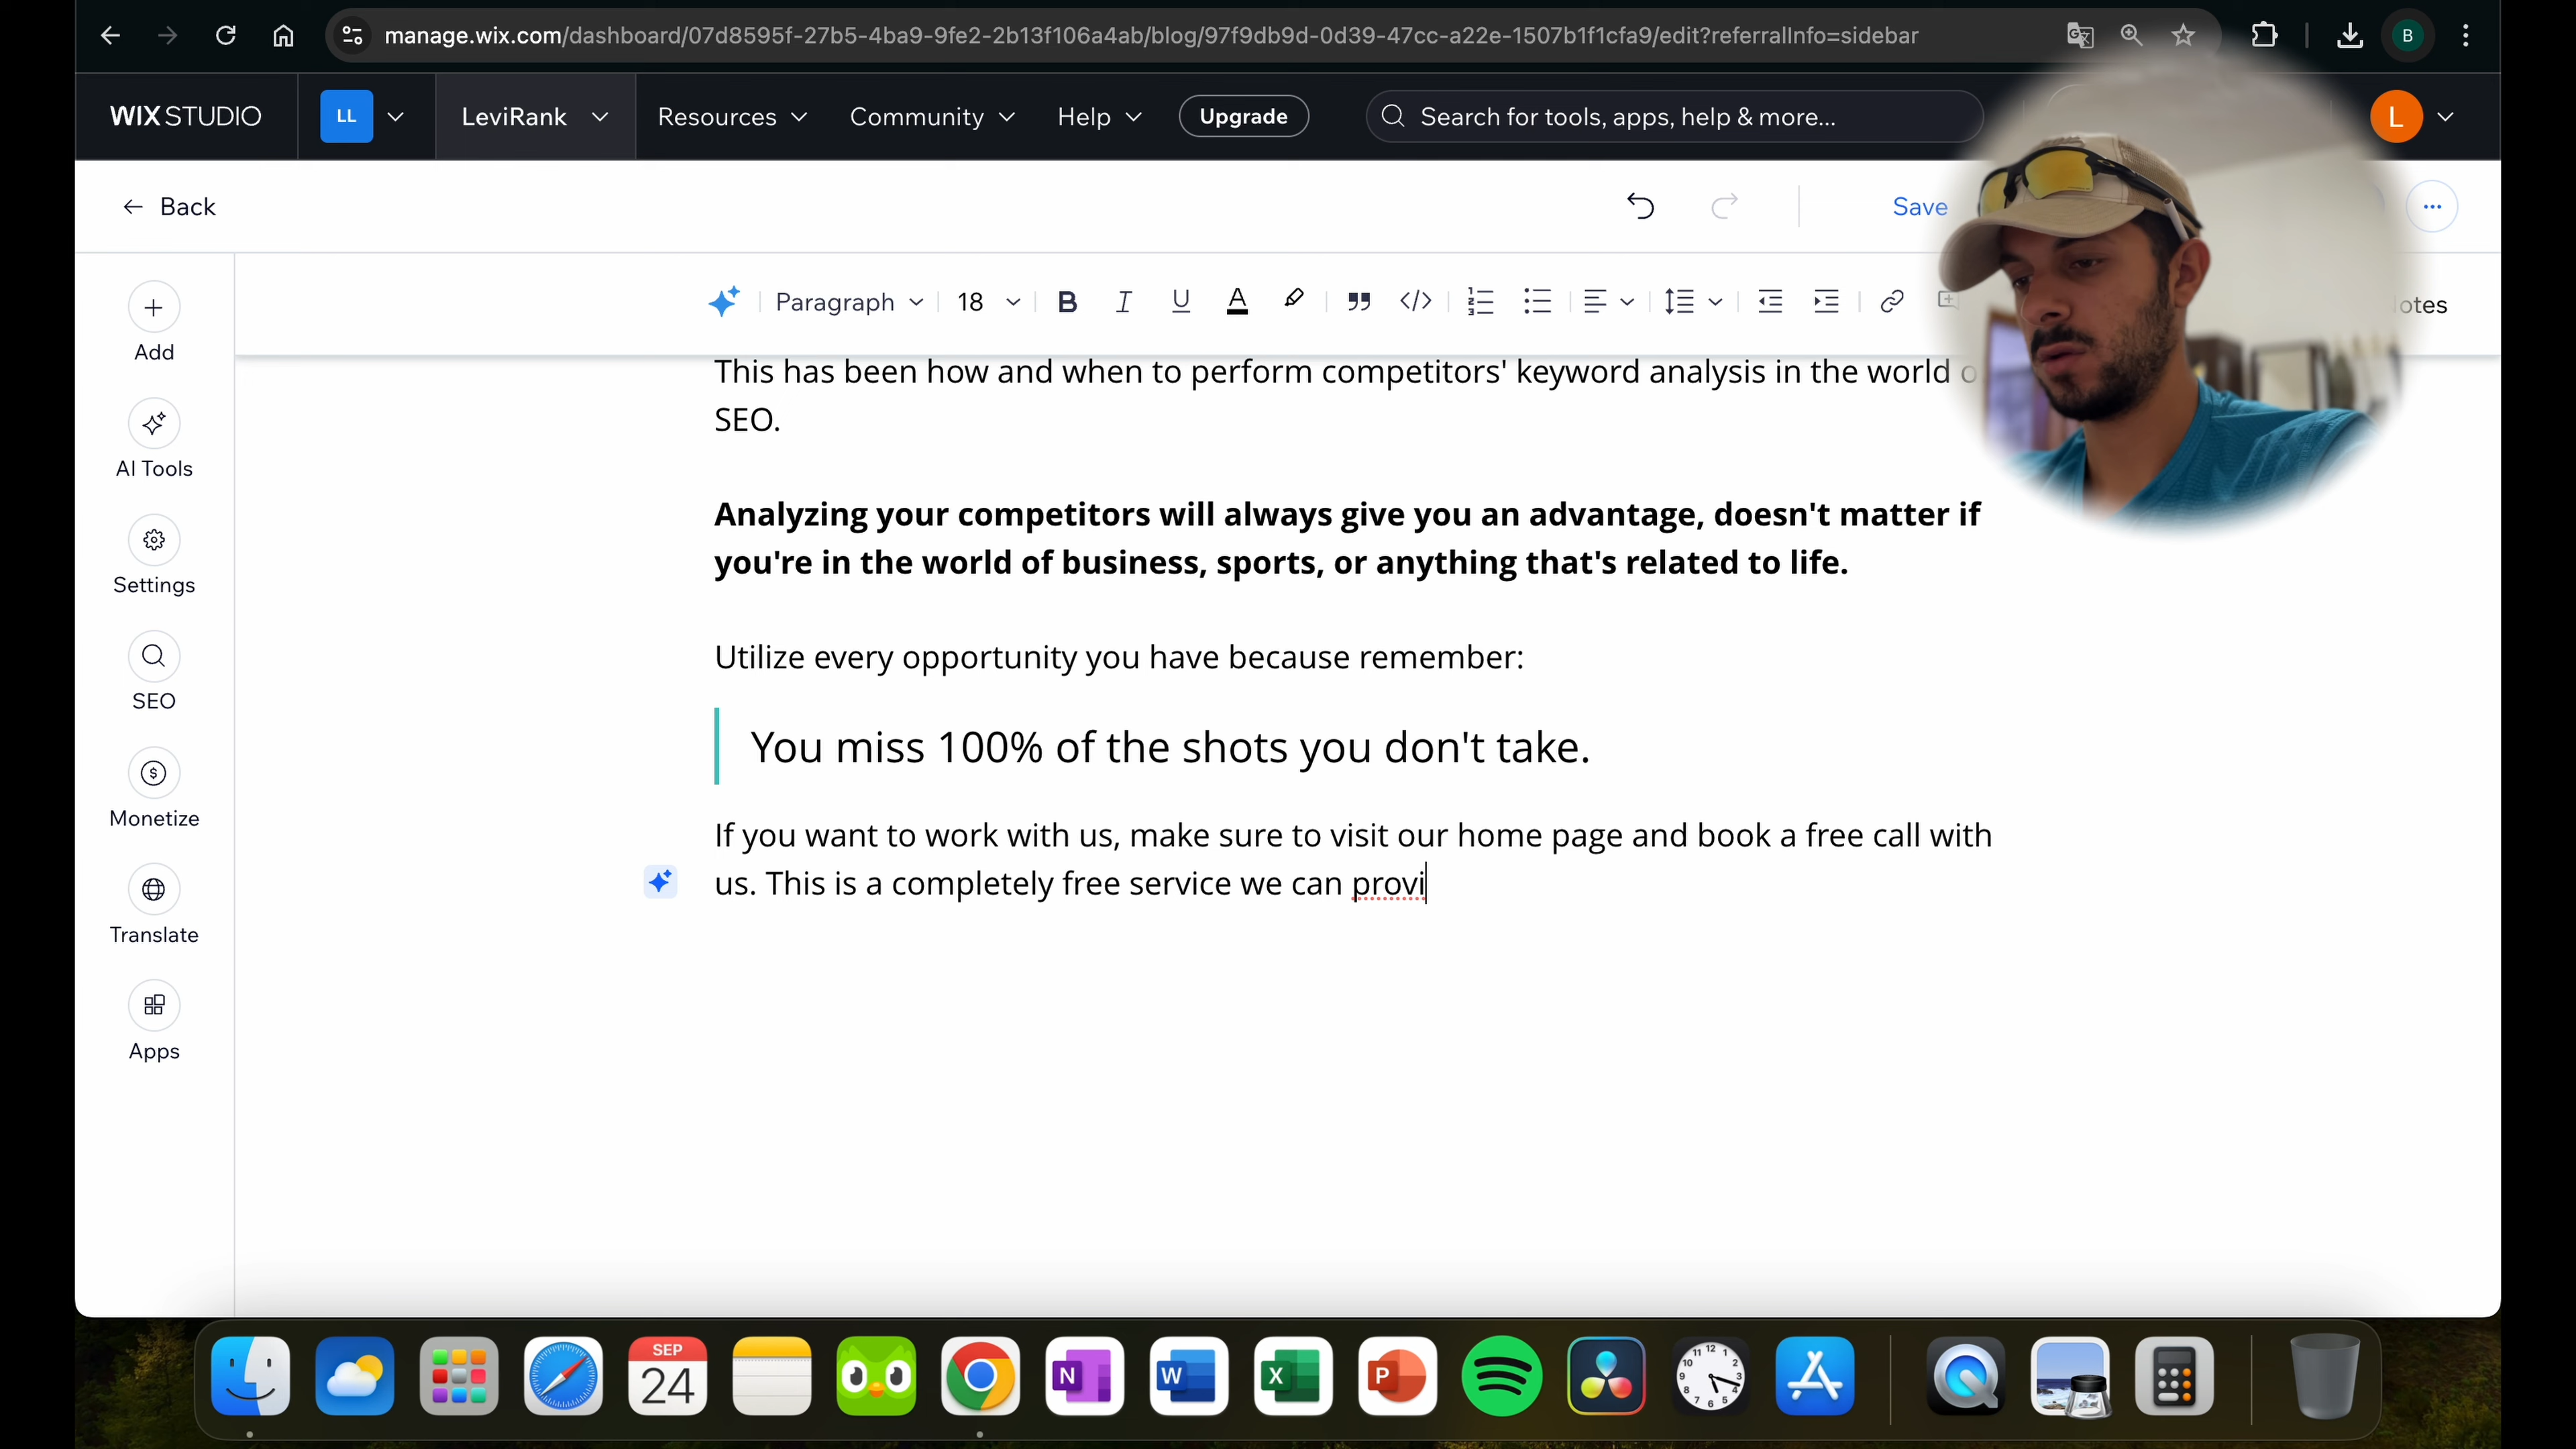 manage.wix.com/dashboard/07d8595f-27b5-4ba9-9fe2-2b13f106a4ab/blog/97f9db9d-0d39-47cc-a22e-1507b1f1cfa9/edit?referralInfo=sidebar
B
WIX STUDIO
LL
LeviRank
Resources
Community
Help
Upgrade
Search for tools, apps, help & more...
L
Back
Save
Paragraph
18
B
I
U
A
Add
AI Tools
Settings
SEO
Monetize
Translate
Apps
This has been how and when to perform competitors' keyword analysis in the world
SEO.
Analyzing your competitors will always give you an advantage, doesn't matter if
you're in the world of business, sports, or anything that's related to life.
Utilize every opportunity you have because remember:
You miss 100% of the shots you don't take.
If you want to work with us, make sure to visit our home page and book a free call with
us. This is a completely free service we can provi
SEP
24
N
W
X
P